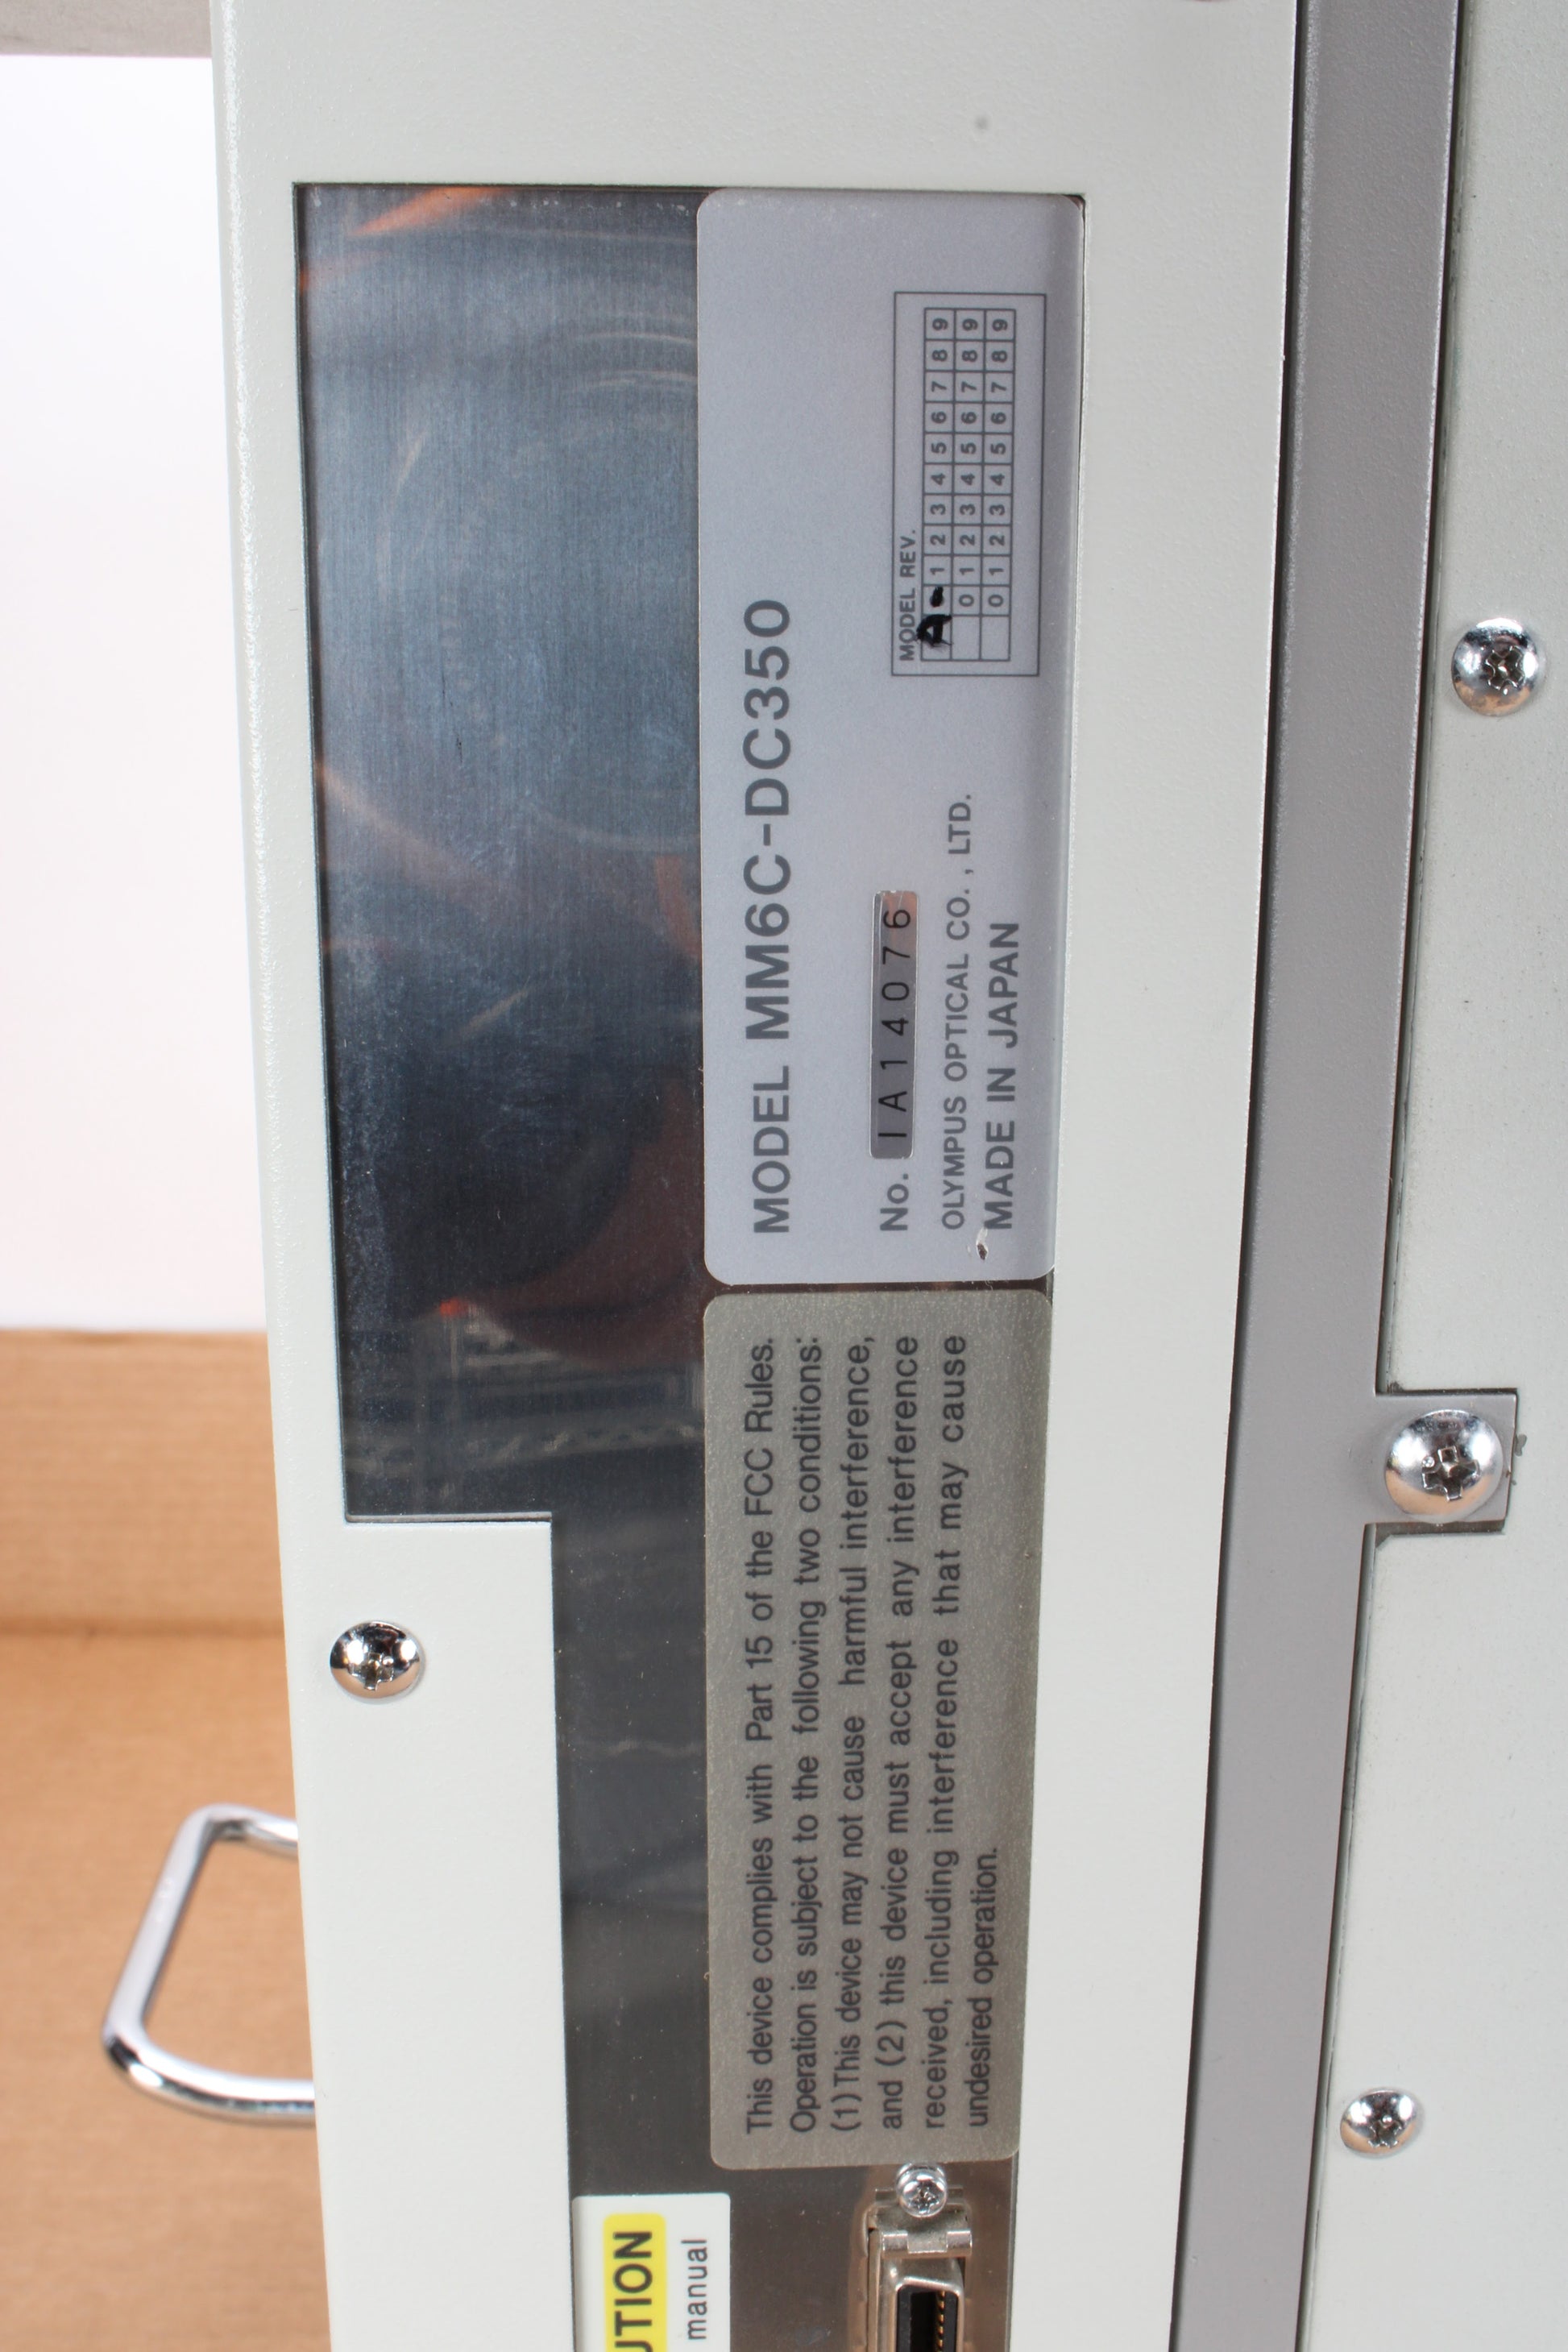 MODEL MM6C-DC350
No. IA14076
OLYMPUS OPTICAL CO., LTD.
MADE IN JAPAN
MODEL REV.
A 1 2 3 4 5 6 7 8 9
0 1 2 3 4 5 6 7 8 9
0 1 2 3 4 5 6 7 8 9
This device complies with Part 15 of the FCC Rules.
Operation is subject to the following two conditions:
(1)This device may not cause harmful interference,
and (2) this device must accept any interference
received, including interference that may cause
undesired operation.
UTION
manual